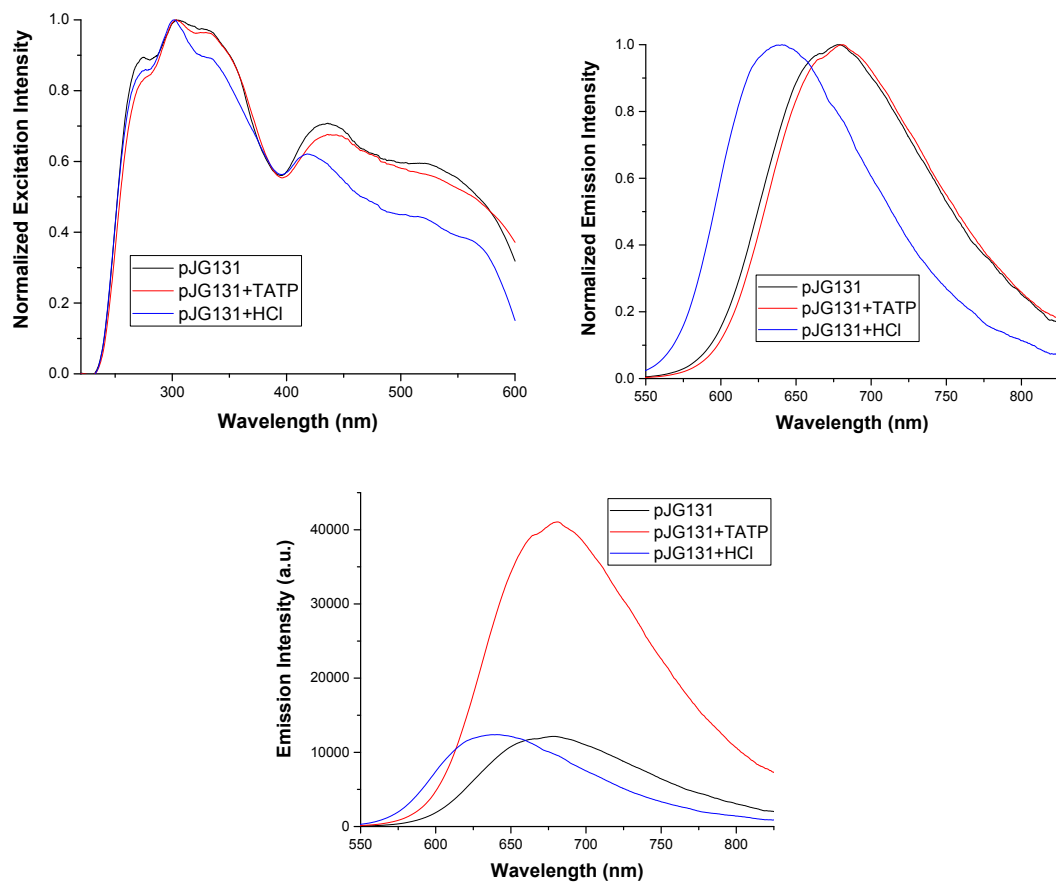 Normalized Excitation Intensity
1.0
0.8
0.6
0.4
0.2
0.0
pJG131
pJG131+TATP
pJG131+HCl
300
400
500
600
Wavelength (nm)
Normalized Emission Intensity
1.0
0.8
0.6
0.4
0.2
0.0
pJG131
pJG131+TATP
pJG131+HCl
550
600
650
700
750
800
Wavelength (nm)
Emission Intensity (a.u.)
40000
30000
20000
10000
0
pJG131
pJG131+TATP
pJG131+HCl
550
600
650
700
750
800
Wavelength (nm)